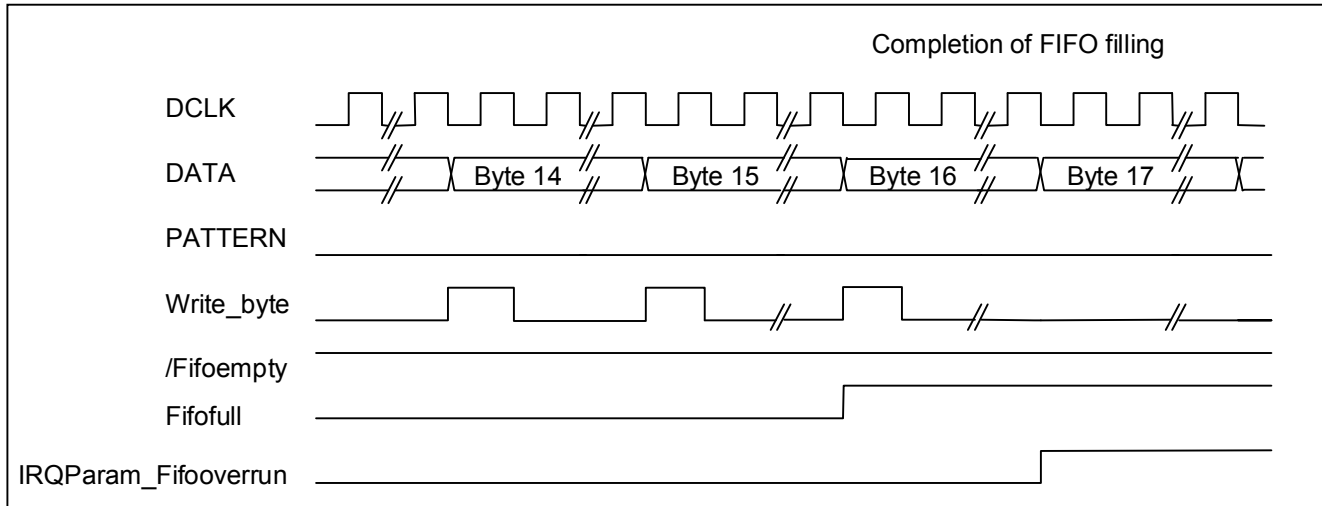 Completion of FIFO filling
DCLK
DATA
Byte 14 Byte 15 Byte 16 Byte 17
PATTERN
Write_byte
/Fifoempty
Fifofull
IRQParam_Fifooverrun